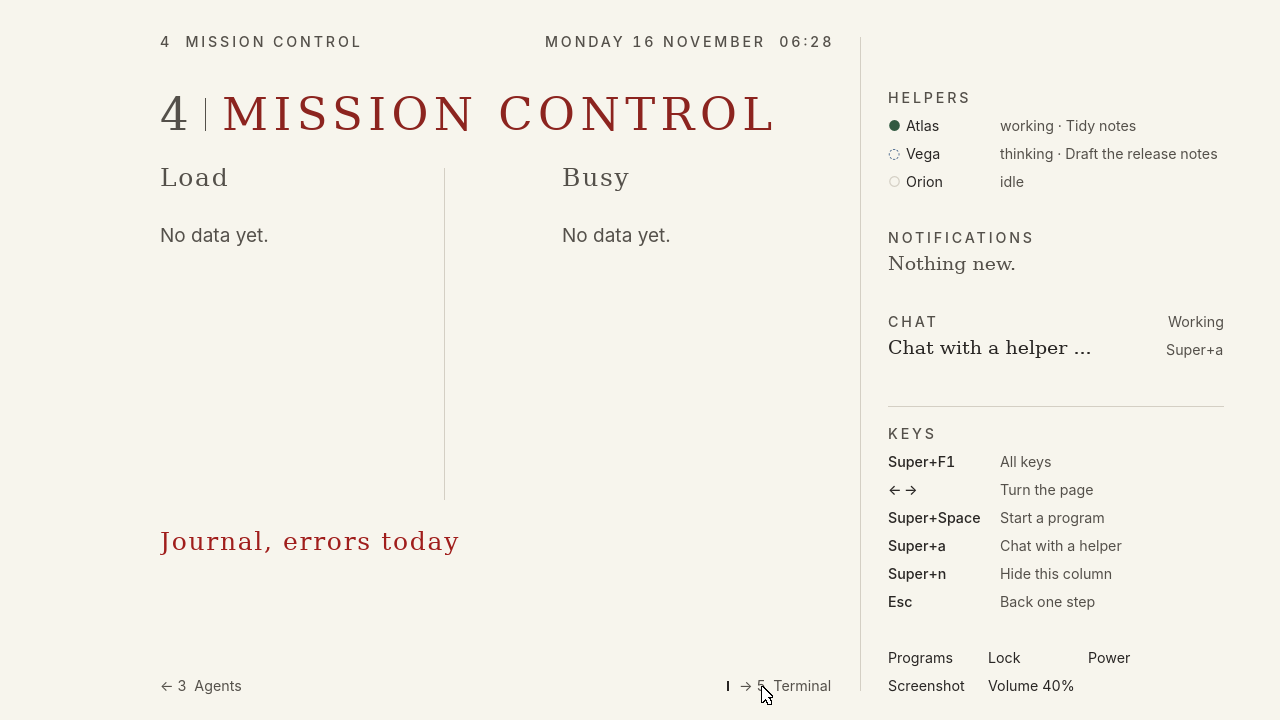 4 MISSION CONTROL
MONDAY 16 NOVEMBER 06:28
4 MISSION CONTROL
Load
No data yet.
Busy
No data yet.
Journal, errors today
← 3 Agents
→ 5 Terminal
HELPERS
Atlas working · Tidy notes
Vega thinking · Draft the release notes
Orion idle
NOTIFICATIONS
Nothing new.
CHAT Working
Chat with a helper ... Super+a
KEYS
Super+F1 All keys
← → Turn the page
Super+Space Start a program
Super+a Chat with a helper
Super+n Hide this column
Esc Back one step
Programs Lock Power
Screenshot Volume 40%